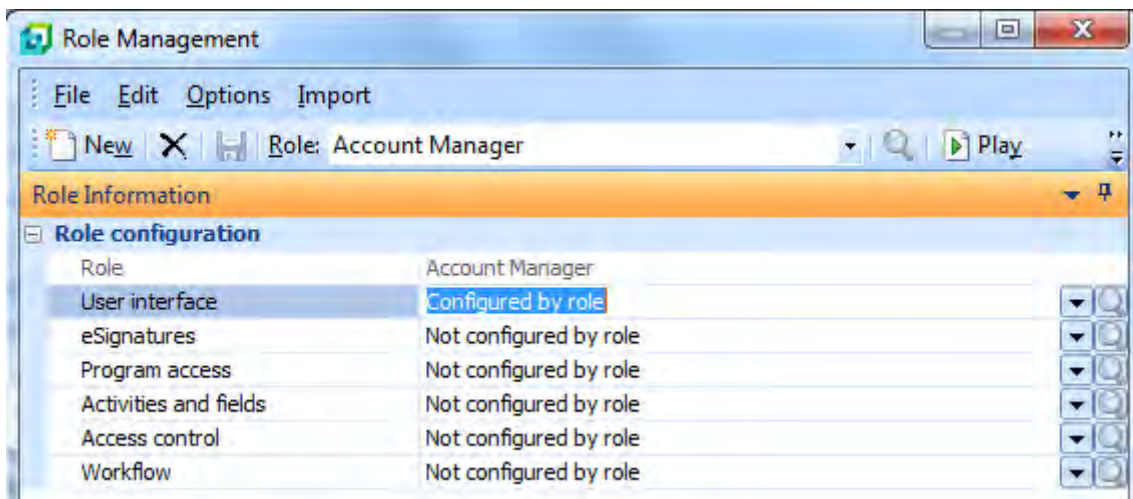 Role Management
File Edit Options Import
New Role: Account Manager Play
Role Information
Role configuration
Role Account Manager
User interface Configured by role
eSignatures Not configured by role
Program access Not configured by role
Activities and fields Not configured by role
Access control Not configured by role
Workflow Not configured by role